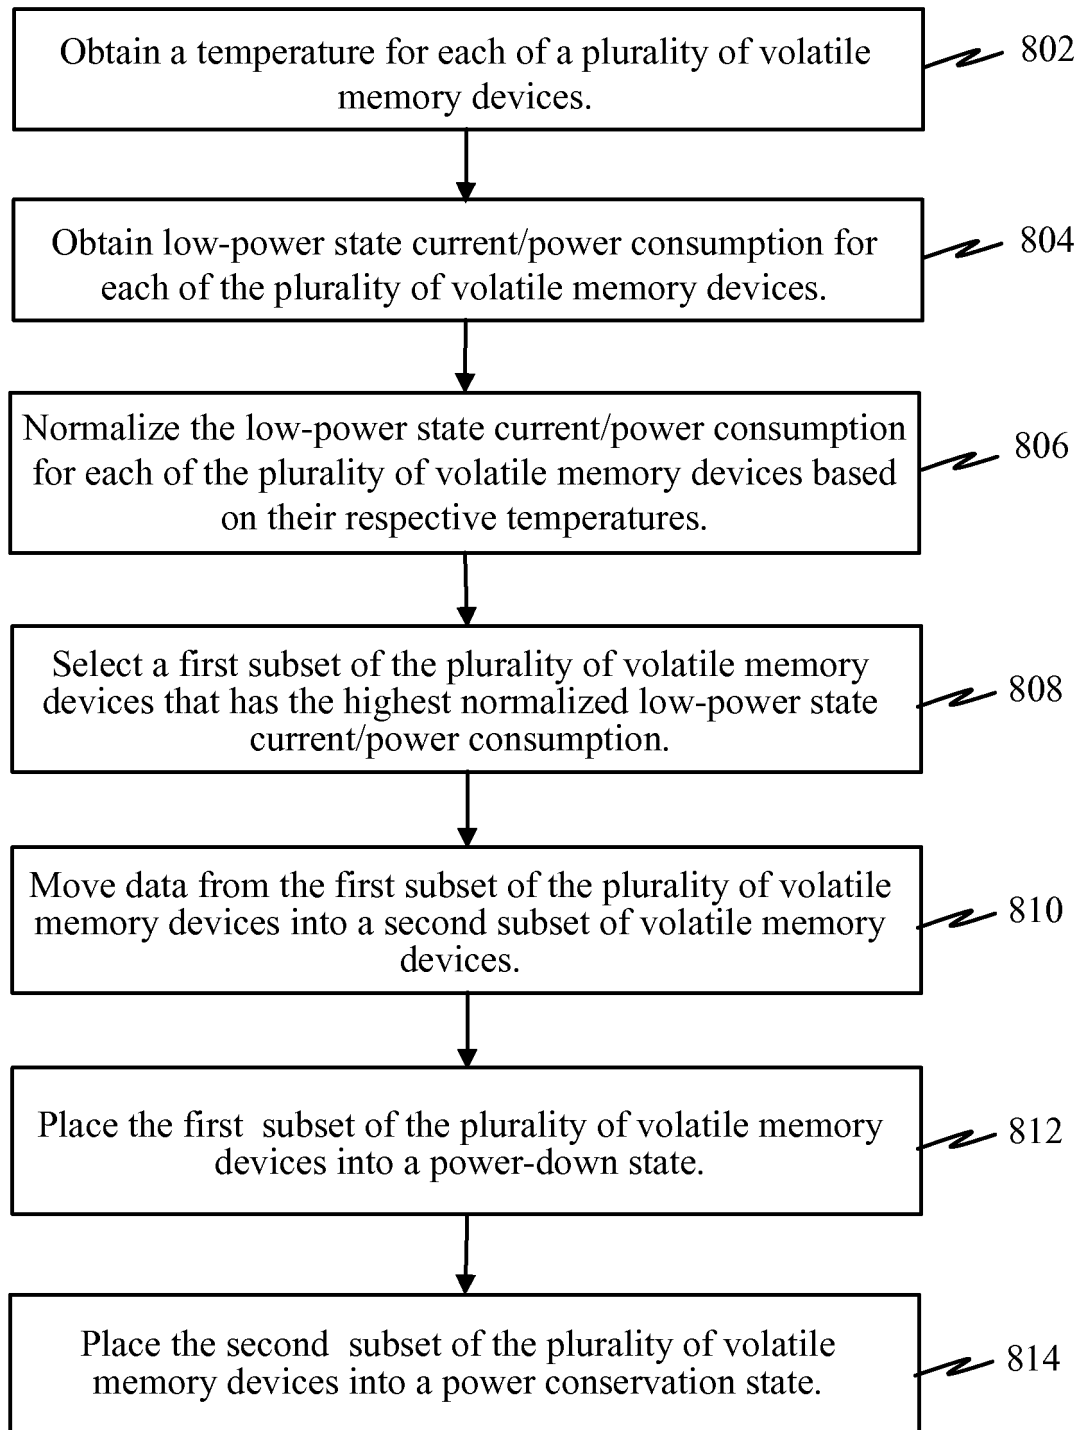 Obtain a temperature for each of a plurality of volatile
memory devices.
802
Obtain low-power state current/power consumption for
each of the plurality of volatile memory devices.
804
Normalize the low-power state current/power consumption
for each of the plurality of volatile memory devices based
on their respective temperatures.
806
Select a first subset of the plurality of volatile memory
devices that has the highest normalized low-power state
current/power consumption.
808
Move data from the first subset of the plurality of volatile
memory devices into a second subset of volatile memory
devices.
810
Place the first subset of the plurality of volatile memory
devices into a power-down state.
812
Place the second subset of the plurality of volatile
memory devices into a power conservation state.
814